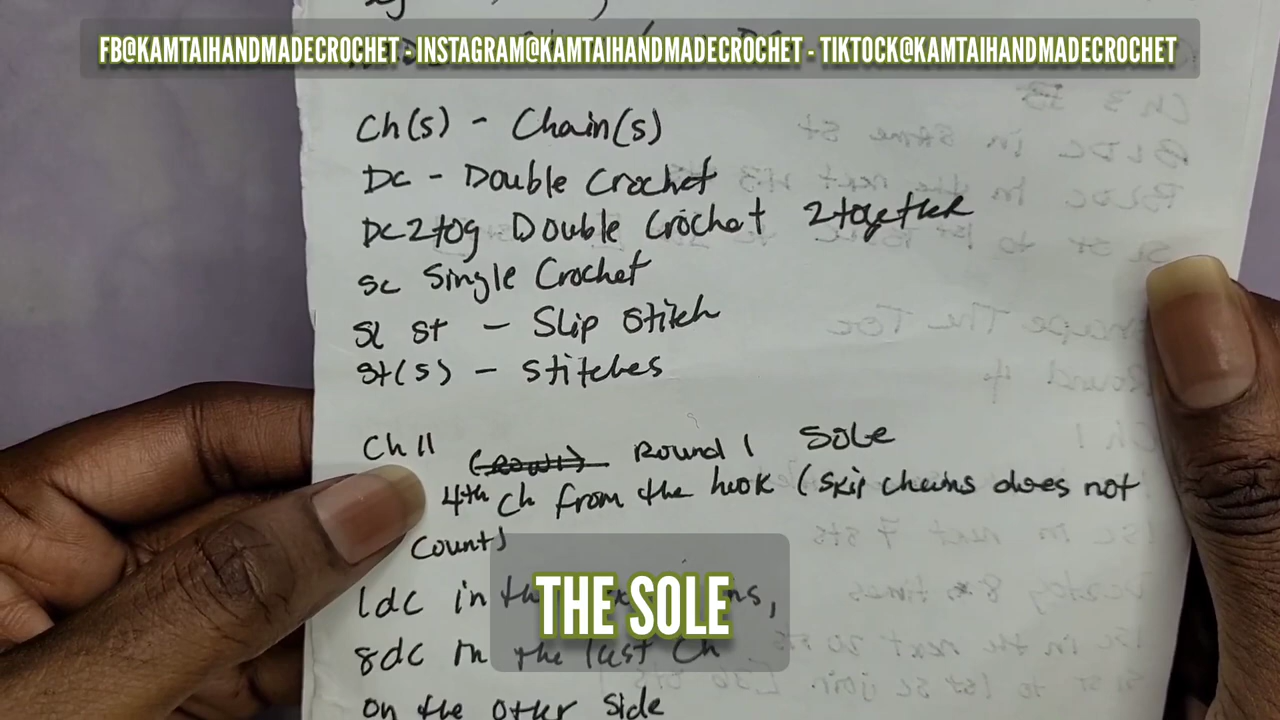 FB@KAMTAIHANDMADECROCHET - INSTAGRAM@KAMTAIHANDMADECROCHET - TIKTOCK@KAMTAIHANDMADECROCHET
Ch(s) - Chain(s)
DC - Double Crochet
DC2tog Double Crochet 2together
sc Single Crochet
Sl st - Slip Stitch
St(s) - Stitches
Ch 11 (Row1) Round 1 Sole
4th ch from the hook (skip chains does not
count)
1dc in the
THE SOLE
8dc in the last Ch
on the other side